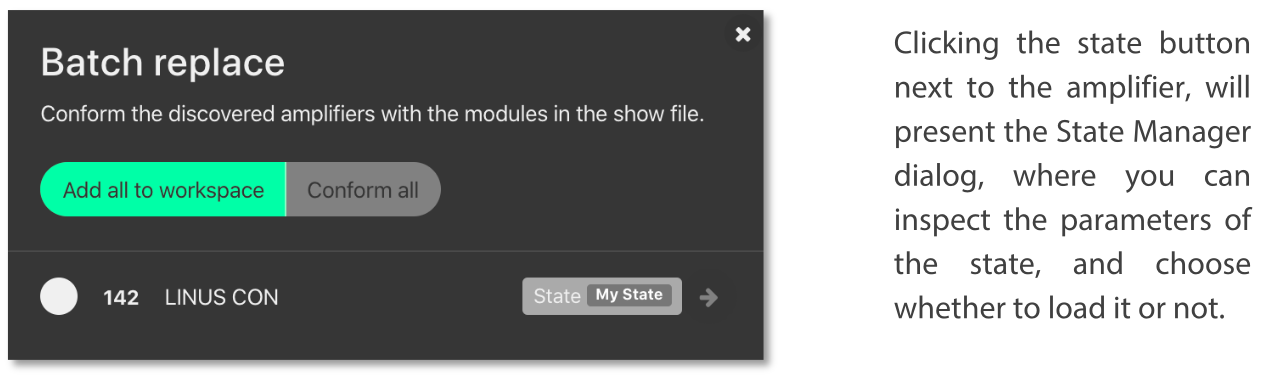 Batch replace
Conform the discovered amplifiers with the modules in the show file.
Add all to workspace Conform all
142 LINUS CON State My State
Clicking the state button
next to the amplifier, will
present the State Manager
dialog, where you can
inspect the parameters of
the state, and choose
whether to load it or not.